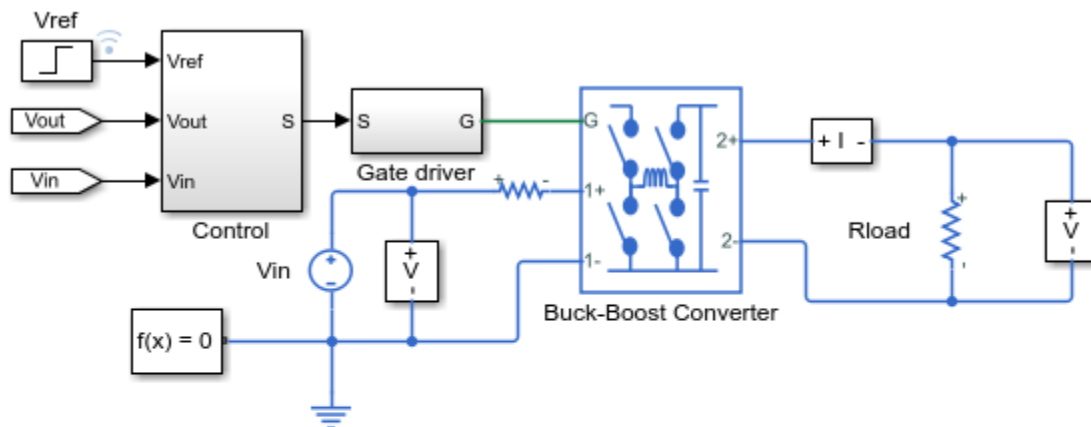 Vref
Vref
Vout
Vout
S
S
G
G
Vin
Vin
Gate driver
Control
1+
2+
+ I -
+ -
+
V
-
Vin
+
-
1-
2-
Rload
+
-
+
V
-
Buck-Boost Converter
f(x) = 0